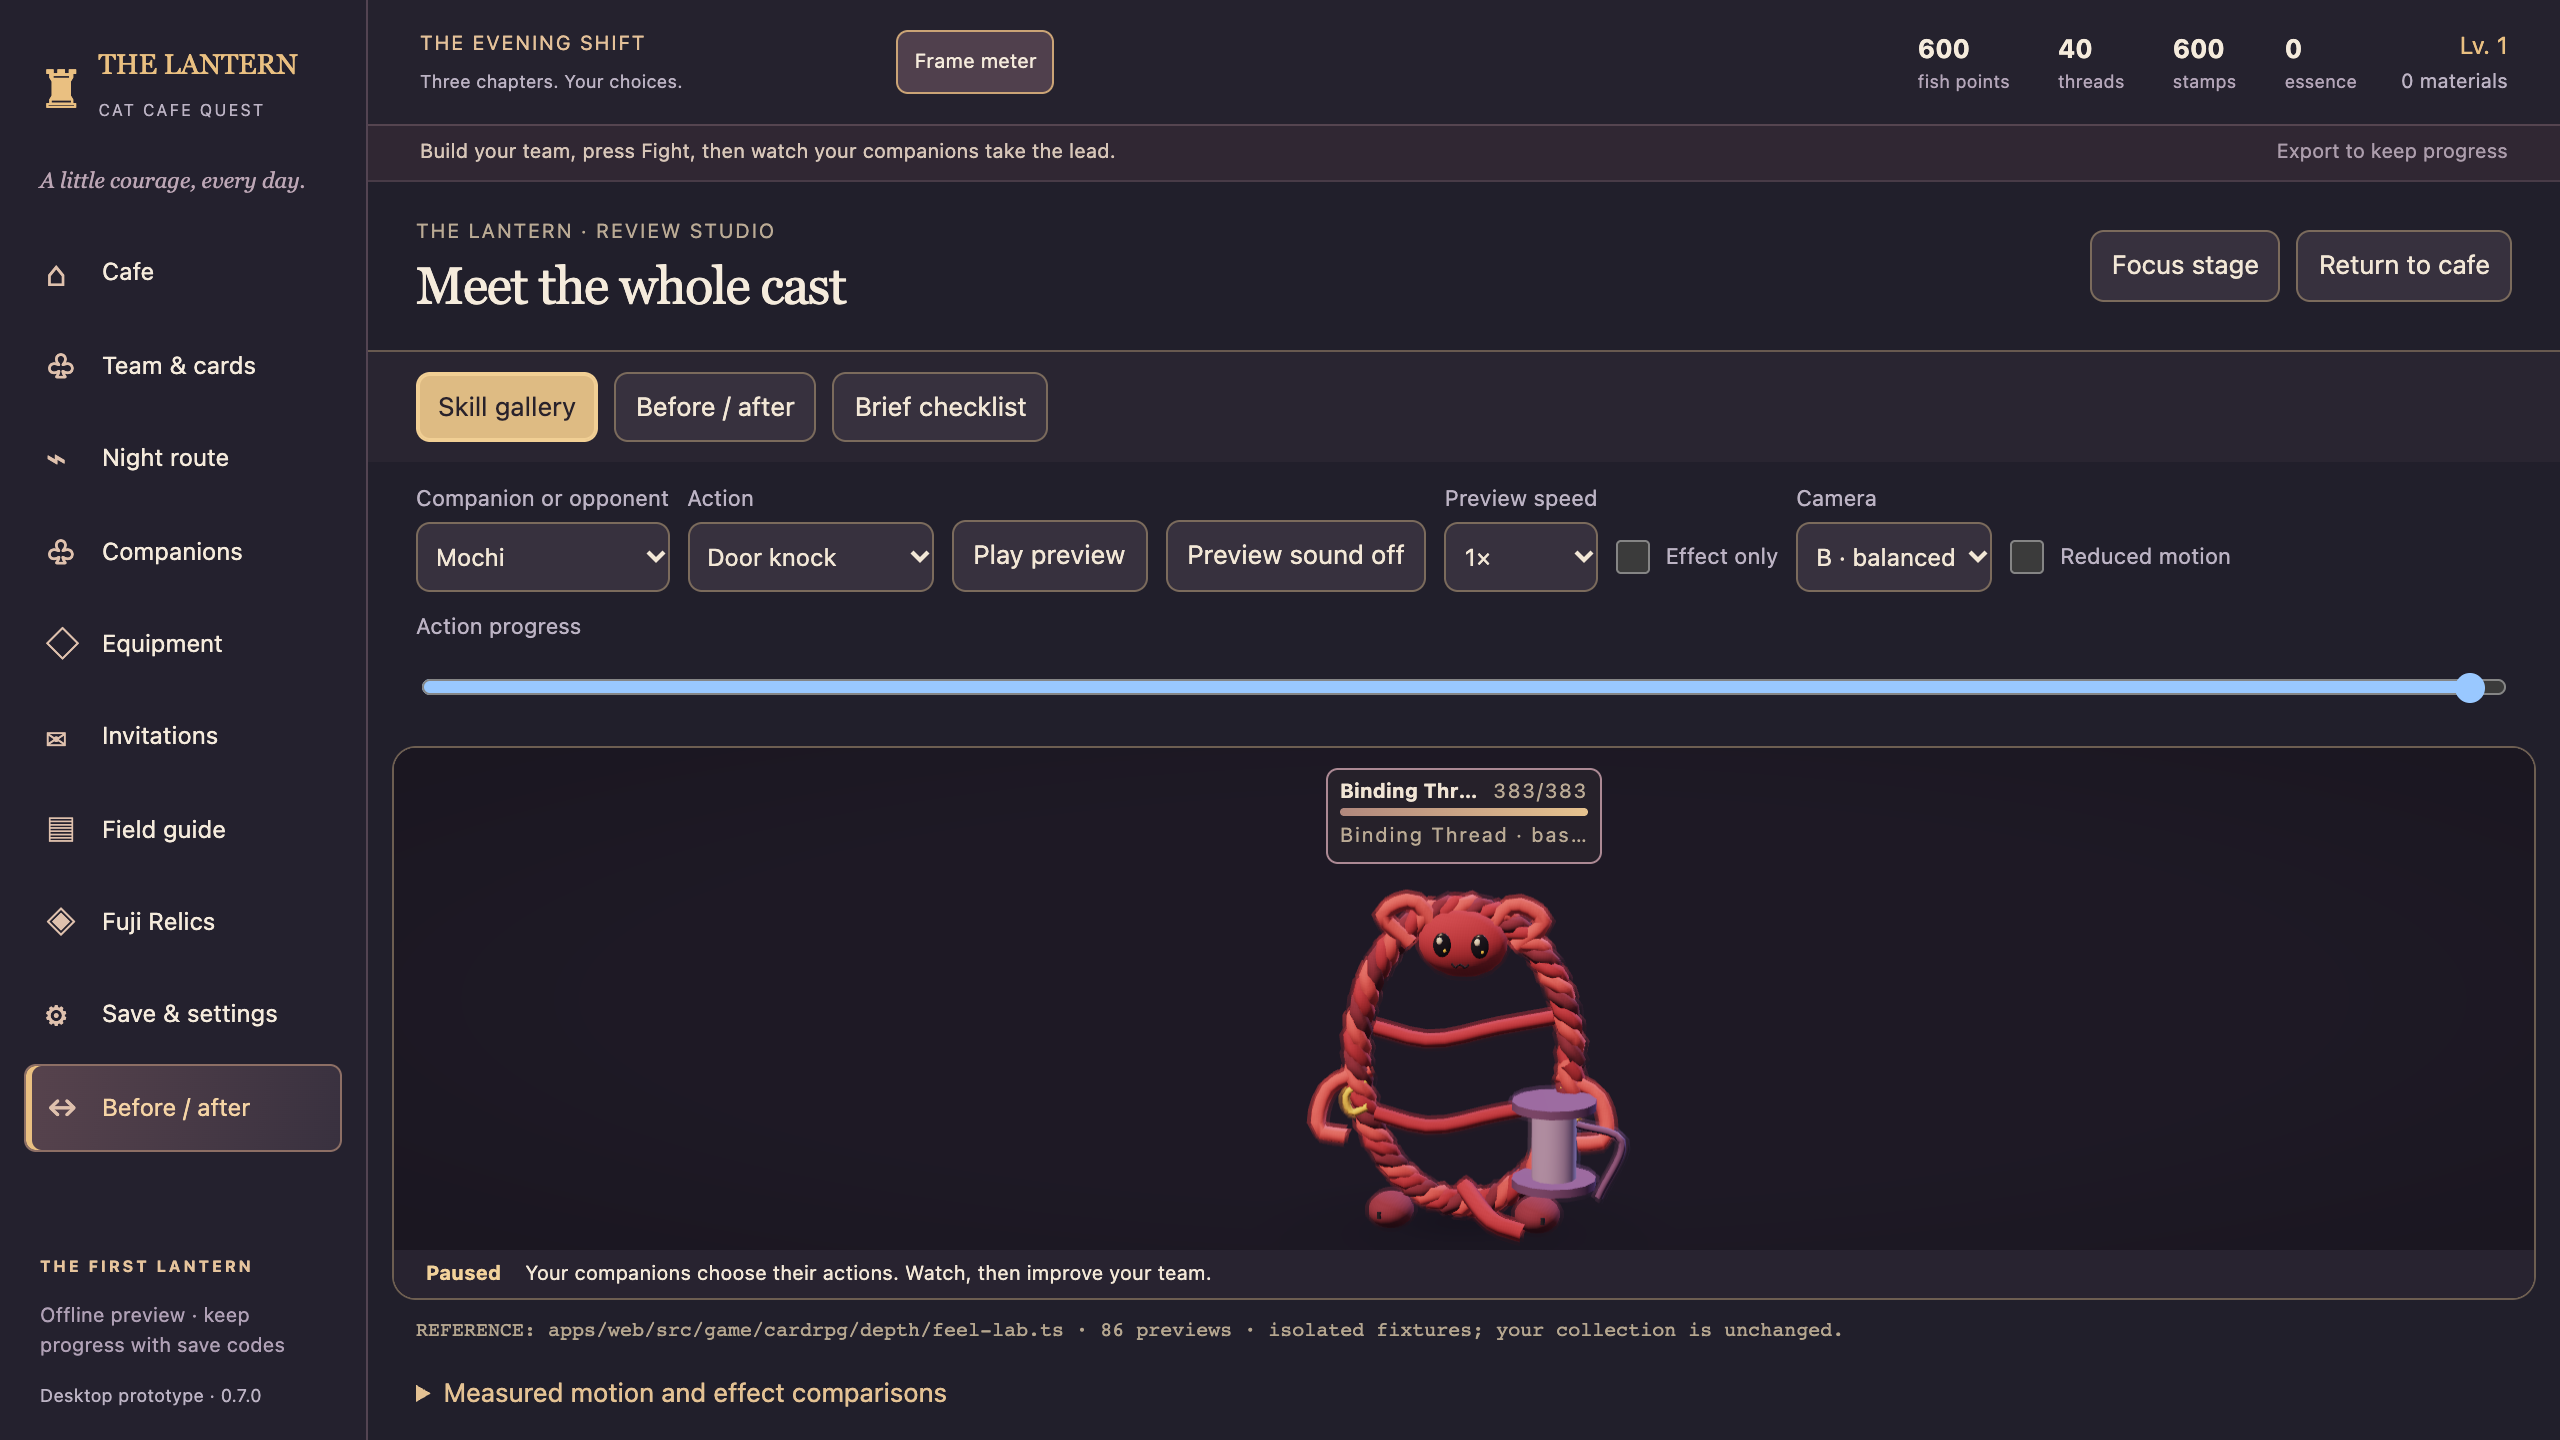 THE LANTERN
CAT CAFE QUEST
A little courage, every day.
Cafe
Team & cards
Night route
Companions
Equipment
Invitations
Field guide
Fuji Relics
Save & settings
Before / after
THE FIRST LANTERN
Offline preview · keep
progress with save codes
Desktop prototype · 0.7.0
THE EVENING SHIFT
Three chapters. Your choices.
Frame meter
600 40 600 0 Lv. 1
fish points threads stamps essence 0 materials
Build your team, press Fight, then watch your companions take the lead. Export to keep progress
THE LANTERN · REVIEW STUDIO
Meet the whole cast
Focus stage Return to cafe
Skill gallery Before / after Brief checklist
Companion or opponent Action Preview speed Camera
Mochi Door knock Play preview Preview sound off 1× Effect only B · balanced Reduced motion
Action progress
Binding Thr... 383/383
Binding Thread · bas...
Paused Your companions choose their actions. Watch, then improve your team.
REFERENCE: apps/web/src/game/cardrpg/depth/feel-lab.ts · 86 previews · isolated fixtures; your collection is unchanged.
Measured motion and effect comparisons